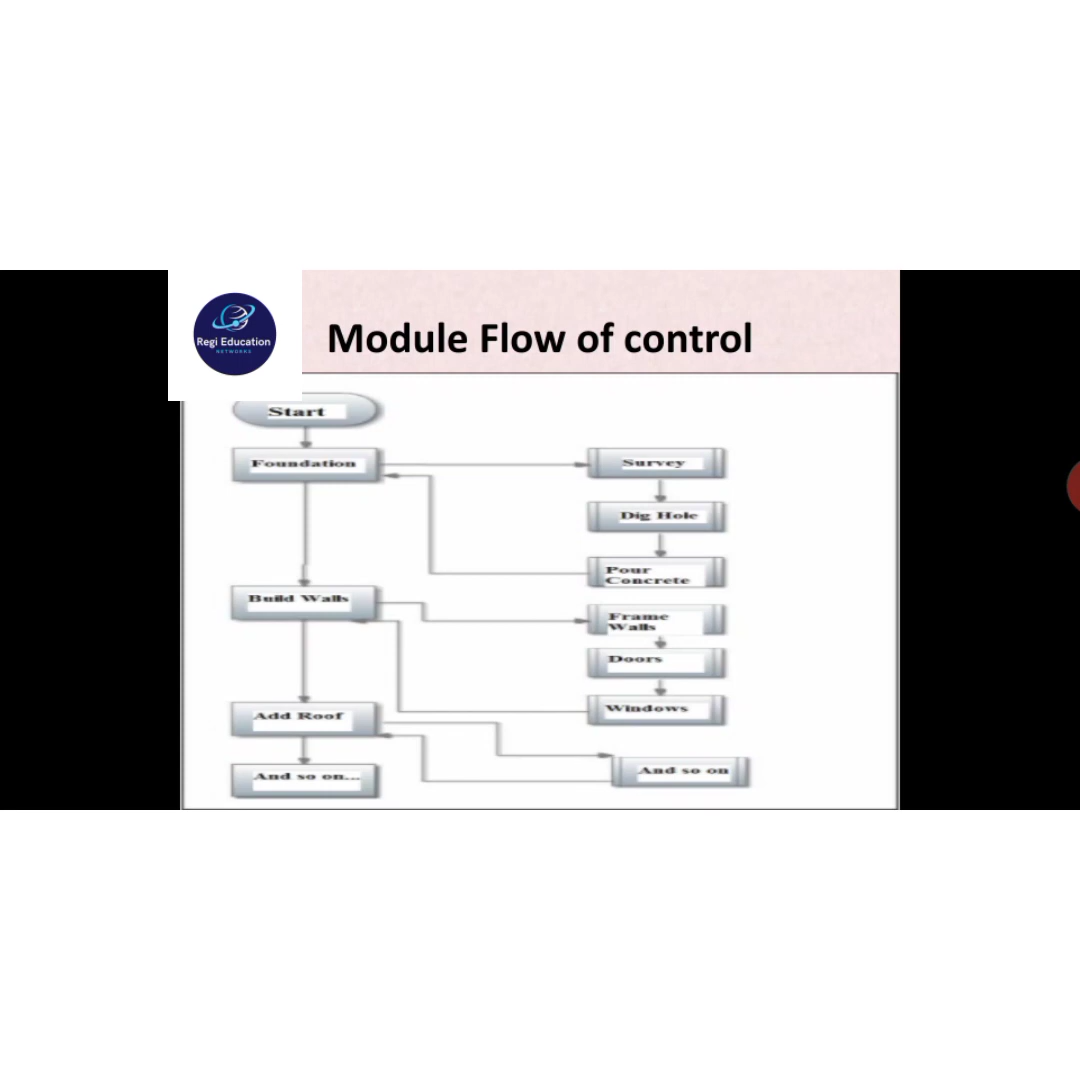 Regi Education
NETWORKS
Module Flow of control
Start
Foundation
Survey
Dig Hole
Pour
Concrete
Build Walls
Frame
Walls
Doors
Windows
Add Roof
And so on...
And so on